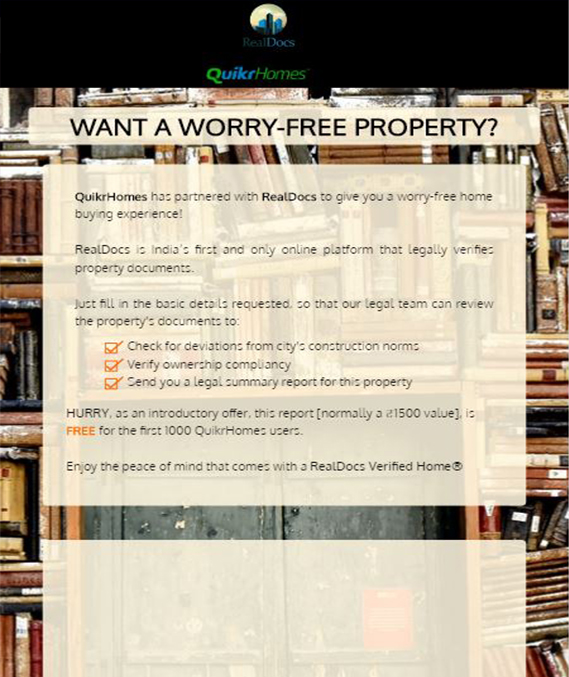 RealDocs
QuikrHomes
WANT A WORRY-FREE PROPERTY?
QuikrHomes has partnered with RealDocs to give you a worry-free home
buying experience!
RealDocs is India's first and only online platform that legally verifies
property documents.
Just fill in the basic details requested, so that our legal team can review
the property's documents to:
Check for deviations from city's construction norms
Verify ownership compliancy
Send you a legal summary report for this property
HURRY, as an introductory offer, this report [normally a ₹1500 value], is
FREE for the first 1000 QuikrHomes users.
Enjoy the peace of mind that comes with a RealDocs Verified Home®